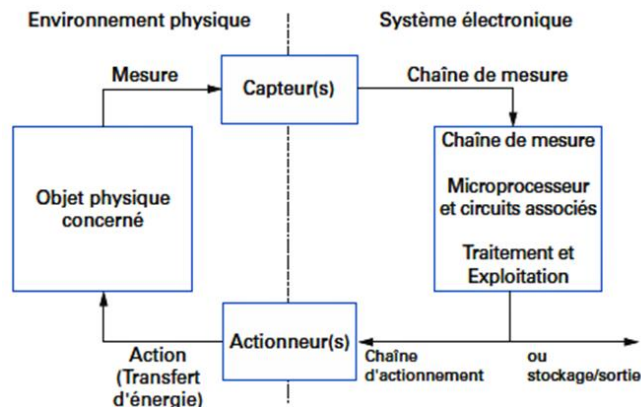 Environnement physique
Système électronique
Mesure
Capteur(s)
Chaîne de mesure
Objet physique
concerné
Chaîne de mesure
Microprocesseur
et circuits associés
Traitement et
Exploitation
Action
(Transfert
d'énergie)
Actionneur(s)
Chaîne
d'actionnement
ou
stockage/sortie